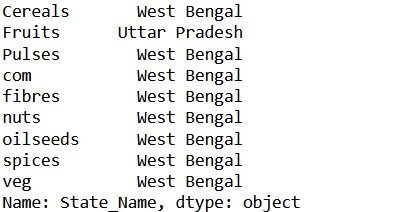 Cereals West Bengal
Fruits Uttar Pradesh
Pulses West Bengal
com West Bengal
fibres West Bengal
nuts West Bengal
oilseeds West Bengal
spices West Bengal
veg West Bengal
Name: State_Name, dtype: object